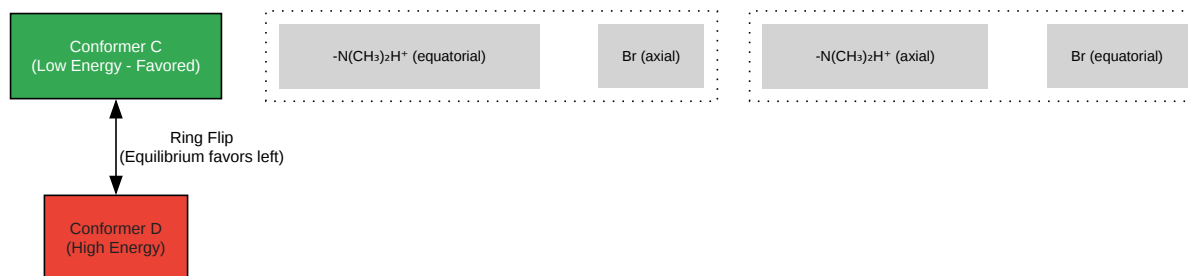 Conformer C
(Low Energy - Favored)
-N(CH₃)₂H⁺ (equatorial)
Br (axial)
-N(CH₃)₂H⁺ (axial)
Br (equatorial)
Ring Flip
(Equilibrium favors left)
Conformer D
(High Energy)